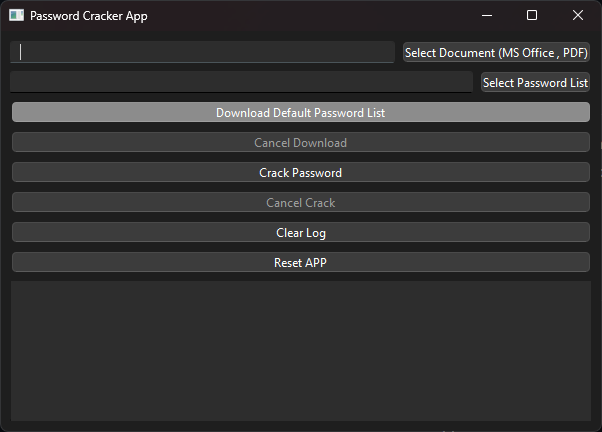 Password Cracker App
Select Document (MS Office , PDF)
Select Password List
Download Default Password List
Cancel Download
Crack Password
Cancel Crack
Clear Log
Reset APP